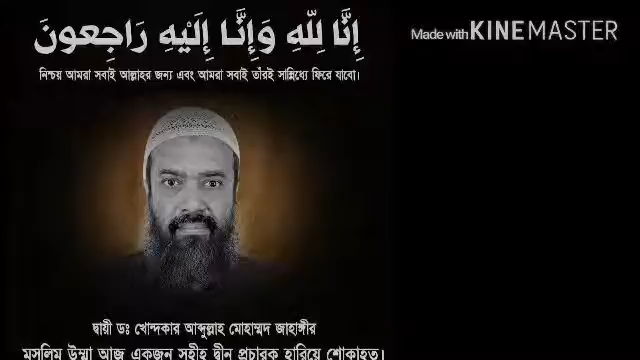 إِنَّا لِلّٰهِ وَإِنَّا إِلَيْهِ رَاجِعونَ
Made with KINEMASTER
নিশ্চয় আমরা সবাই আল্লাহর জন্য এবং আমরা সবাই তাঁরই সান্নিধ্যে ফিরে যাবো।
দ্বায়ী ডঃ খোন্দকার আব্দুল্লাহ মোহাম্মদ জাহাঙ্গীর
মুসলিম উম্মা আজ একজন সহীহ দ্বীন প্রচারক হারিয়ে শোকাহত।